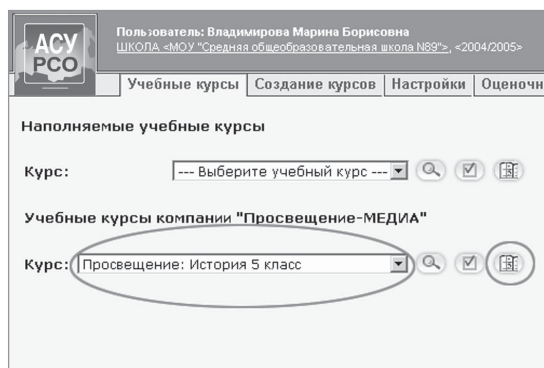 АСУ
РСО
Пользователь: Владимирова Марина Борисовна
ШКОЛА <МОУ "Средняя общеобразовательная школа N89">, <2004/2005>
Учебные курсы Создание курсов Настройки Оценочн
Наполняемые учебные курсы
Курс: --- Выберите учебный курс ---
Учебные курсы компании "Просвещение-МЕДИА"
Курс: Просвещение: История 5 класс